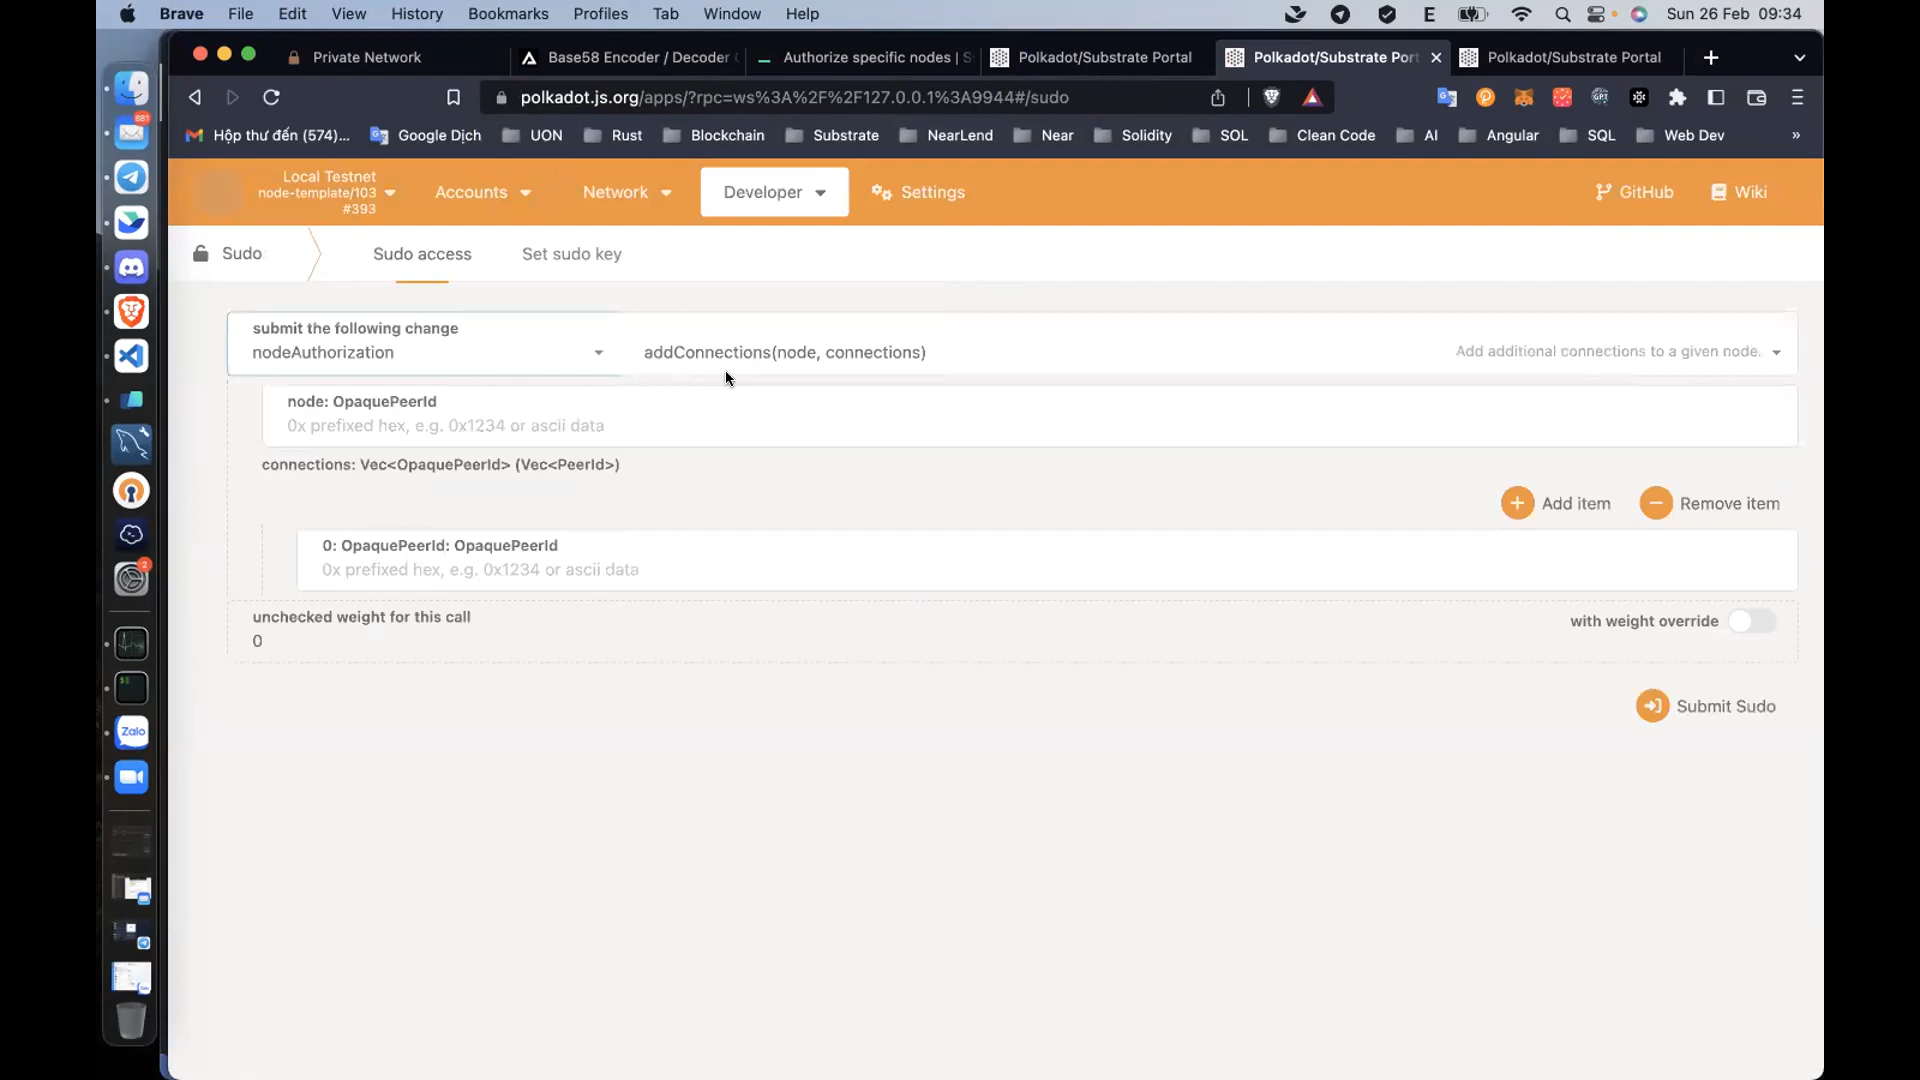 Brave File Edit View History Bookmarks Profiles Tab Window Help E Sun 26 Feb 09:34
Private Network Base58 Encoder / Decoder Authorize specific nodes | S Polkadot/Substrate Portal Polkadot/Substrate Port Polkadot/Substrate Portal
polkadot.js.org/apps/?rpc=ws%3A%2F%2F127.0.0.1%3A9944#/sudo
Hộp thư đến (574)... Google Dịch UON Rust Blockchain Substrate NearLend Near Solidity SOL Clean Code AI Angular SQL Web Dev »
Local Testnet
node-template/103
#393
Accounts Network Developer Settings GitHub Wiki
Sudo Sudo access Set sudo key
submit the following change
nodeAuthorization addConnections(node, connections) Add additional connections to a given node.
node: OpaquePeerId
0x prefixed hex, e.g. 0x1234 or ascii data
connections: Vec<OpaquePeerId> (Vec<PeerId>)
Add item Remove item
0: OpaquePeerId: OpaquePeerId
0x prefixed hex, e.g. 0x1234 or ascii data
unchecked weight for this call
0
with weight override
Submit Sudo
681
2
Zalo